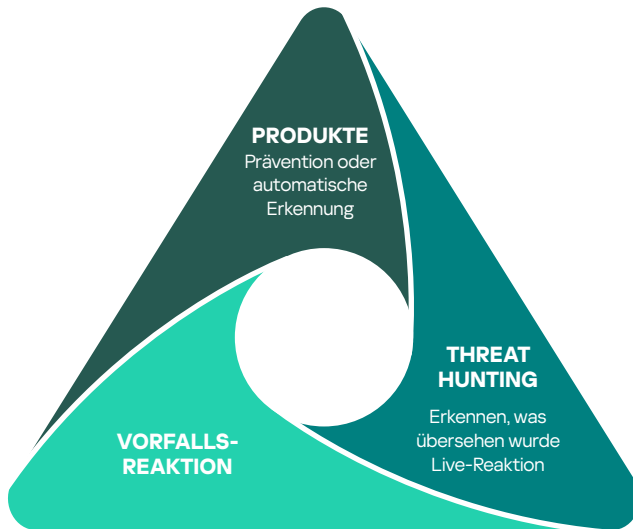 PRODUKTE
Prävention oder
automatische
Erkennung
THREAT
HUNTING
Erkennen, was
übersehen wurde
Live-Reaktion
VORFALLS-
REAKTION